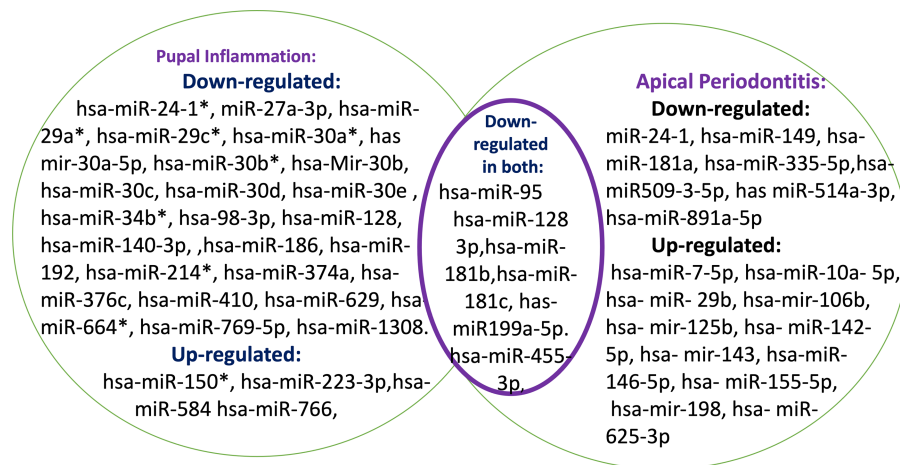 Pupal Inflammation:
Down-regulated:
hsa-miR-24-1*, miR-27a-3p, hsa-miR-
29a*, hsa-miR-29c*, hsa-miR-30a*, has
mir-30a-5p, hsa-miR-30b*, hsa-Mir-30b,
hsa-miR-30c, hsa-miR-30d, hsa-miR-30e ,
hsa-miR-34b*, hsa-98-3p, hsa-miR-128,
hsa-miR-140-3p, ,hsa-miR-186, hsa-miR-
192, hsa-miR-214*, hsa-miR-374a, hsa-
miR-376c, hsa-miR-410, hsa-miR-629, hsa-
miR-664*, hsa-miR-769-5p, hsa-miR-1308.
Up-regulated:
hsa-miR-150*, hsa-miR-223-3p,hsa-
miR-584 hsa-miR-766,
Down-
regulated
in both:
hsa-miR-95
hsa-miR-128
3p,hsa-miR-
181b,hsa-miR-
181c, has-
miR199a-5p.
hsa-miR-455-
3p,
Apical Periodontitis:
Down-regulated:
miR-24-1, hsa-miR-149, hsa-
miR-181a, hsa-miR-335-5p,hsa-
miR509-3-5p, has miR-514a-3p,
hsa-miR-891a-5p
Up-regulated:
hsa-miR-7-5p, hsa-miR-10a- 5p,
hsa- miR- 29b, hsa-mir-106b,
hsa- mir-125b, hsa- miR-142-
5p, hsa- mir-143, hsa-miR-
146-5p, hsa- miR-155-5p,
hsa-mir-198, hsa- miR-
625-3p